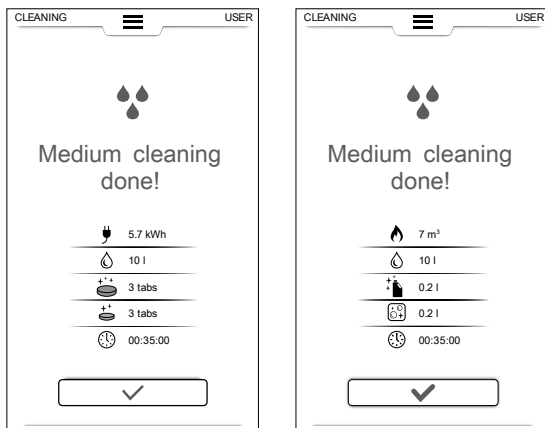 CLEANING USER
Medium cleaning
done!
5.7 kWh
10 l
3 tabs
3 tabs
00:35:00
CLEANING USER
Medium cleaning
done!
7 m³
10 l
0.2 l
0.2 l
00:35:00